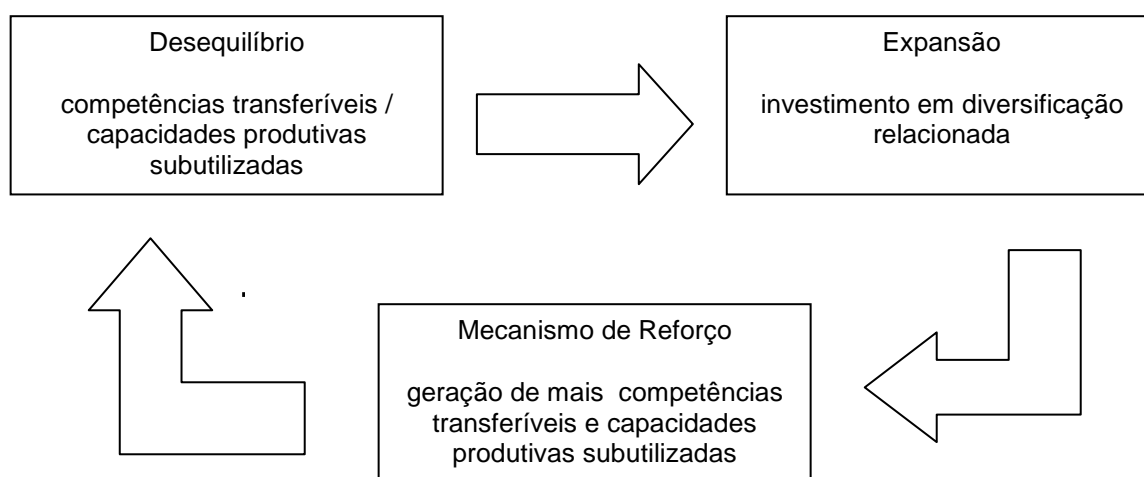 Desequilíbrio
competências transferíveis /
capacidades produtivas
subutilizadas
Expansão
investimento em diversificação
relacionada
Mecanismo de Reforço
geração de mais competências
transferíveis e capacidades
produtivas subutilizadas